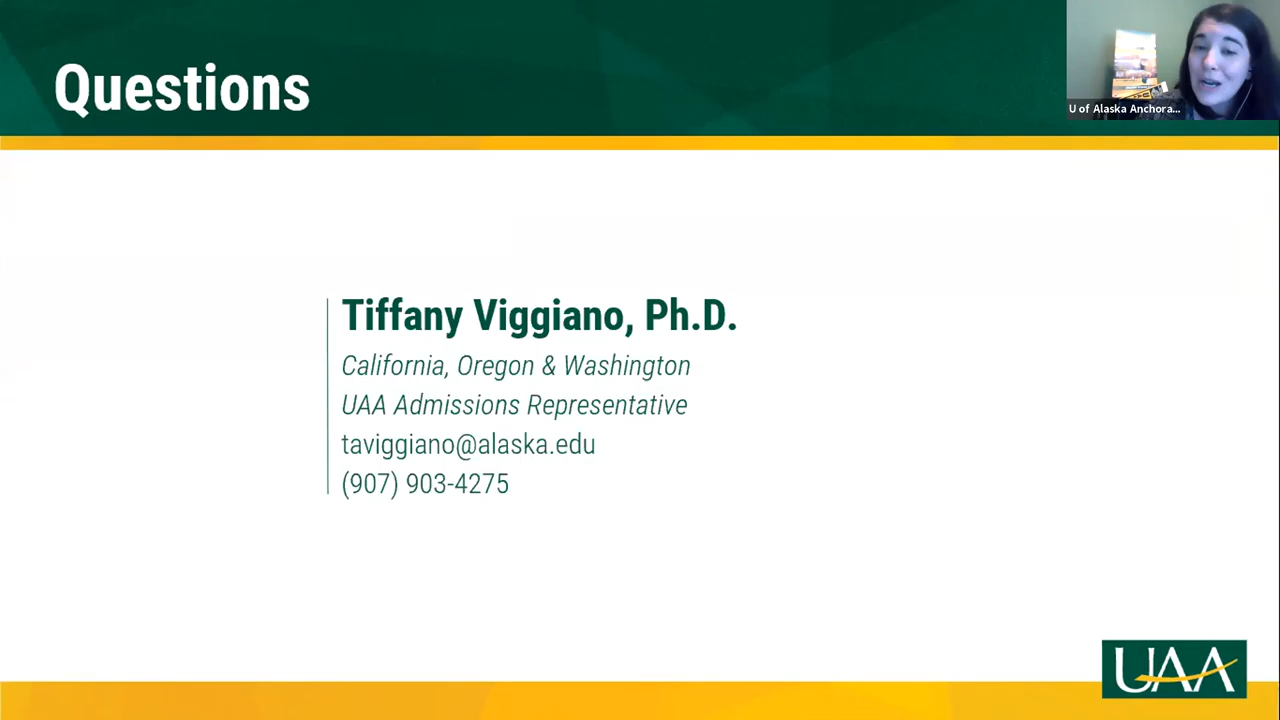 Questions
U of Alaska Anchora...
Tiffany Viggiano, Ph.D.
California, Oregon & Washington
UAA Admissions Representative
taviggiano@alaska.edu
(907) 903-4275
UAA